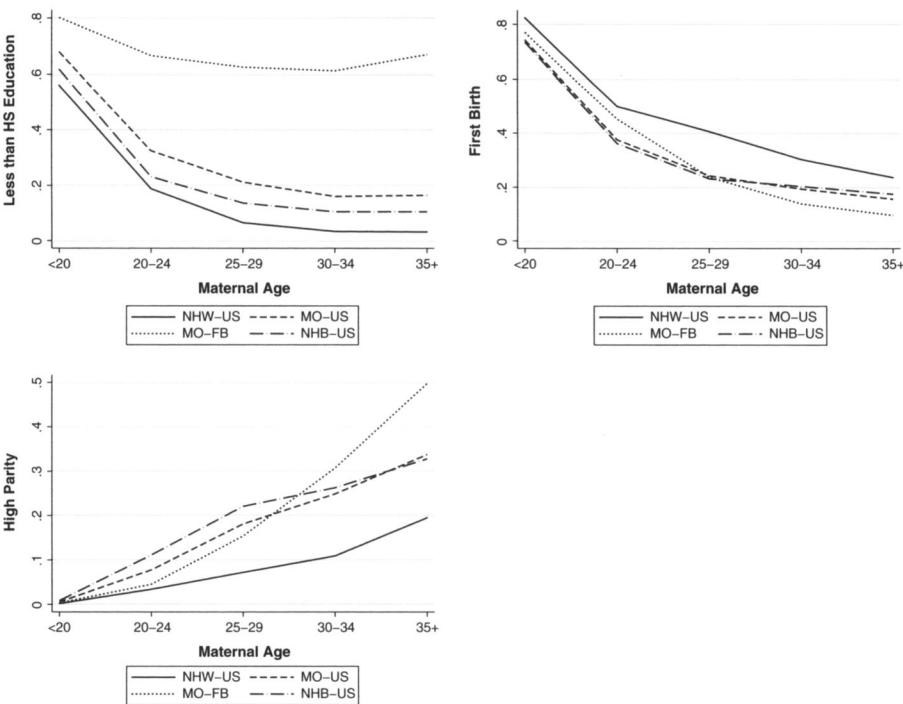 Less than HS Education
.8
.6
.4
.2
0
<20 20–24 25–29 30–34 35+
Maternal Age
NHW–US MO–US
MO–FB NHB–US
First Birth
.8
.6
.4
.2
0
<20 20–24 25–29 30–34 35+
Maternal Age
NHW–US MO–US
MO–FB NHB–US
High Parity
.5
.4
.3
.2
.1
0
<20 20–24 25–29 30–34 35+
Maternal Age
NHW–US MO–US
MO–FB NHB–US